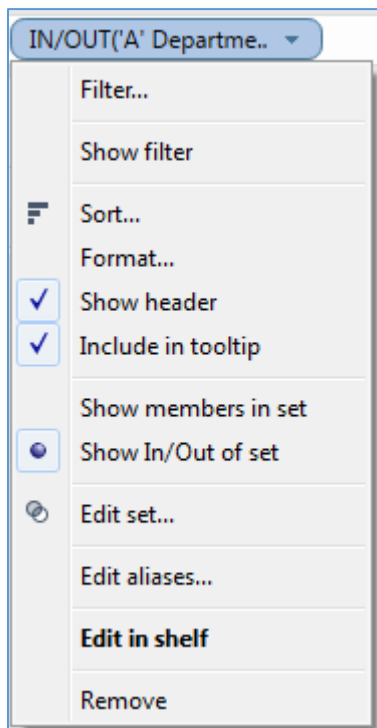 IN/OUT('A' Departme..
Filter...
Show filter
Sort...
Format...
Show header
Include in tooltip
Show members in set
Show In/Out of set
Edit set...
Edit aliases...
Edit in shelf
Remove